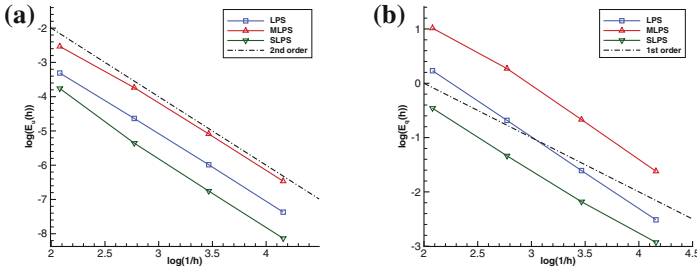 (a)
-2
-3
-4
-5
-6
-7
-8
log(E_u(h))
2
2.5
3
3.5
4
log(1/h)
LPS
MLPS
SLPS
2nd order
(b)
1
0
-1
-2
-3
log(E_q(h))
2
2.5
3
3.5
4
4.5
log(1/h)
LPS
MLPS
SLPS
1st order